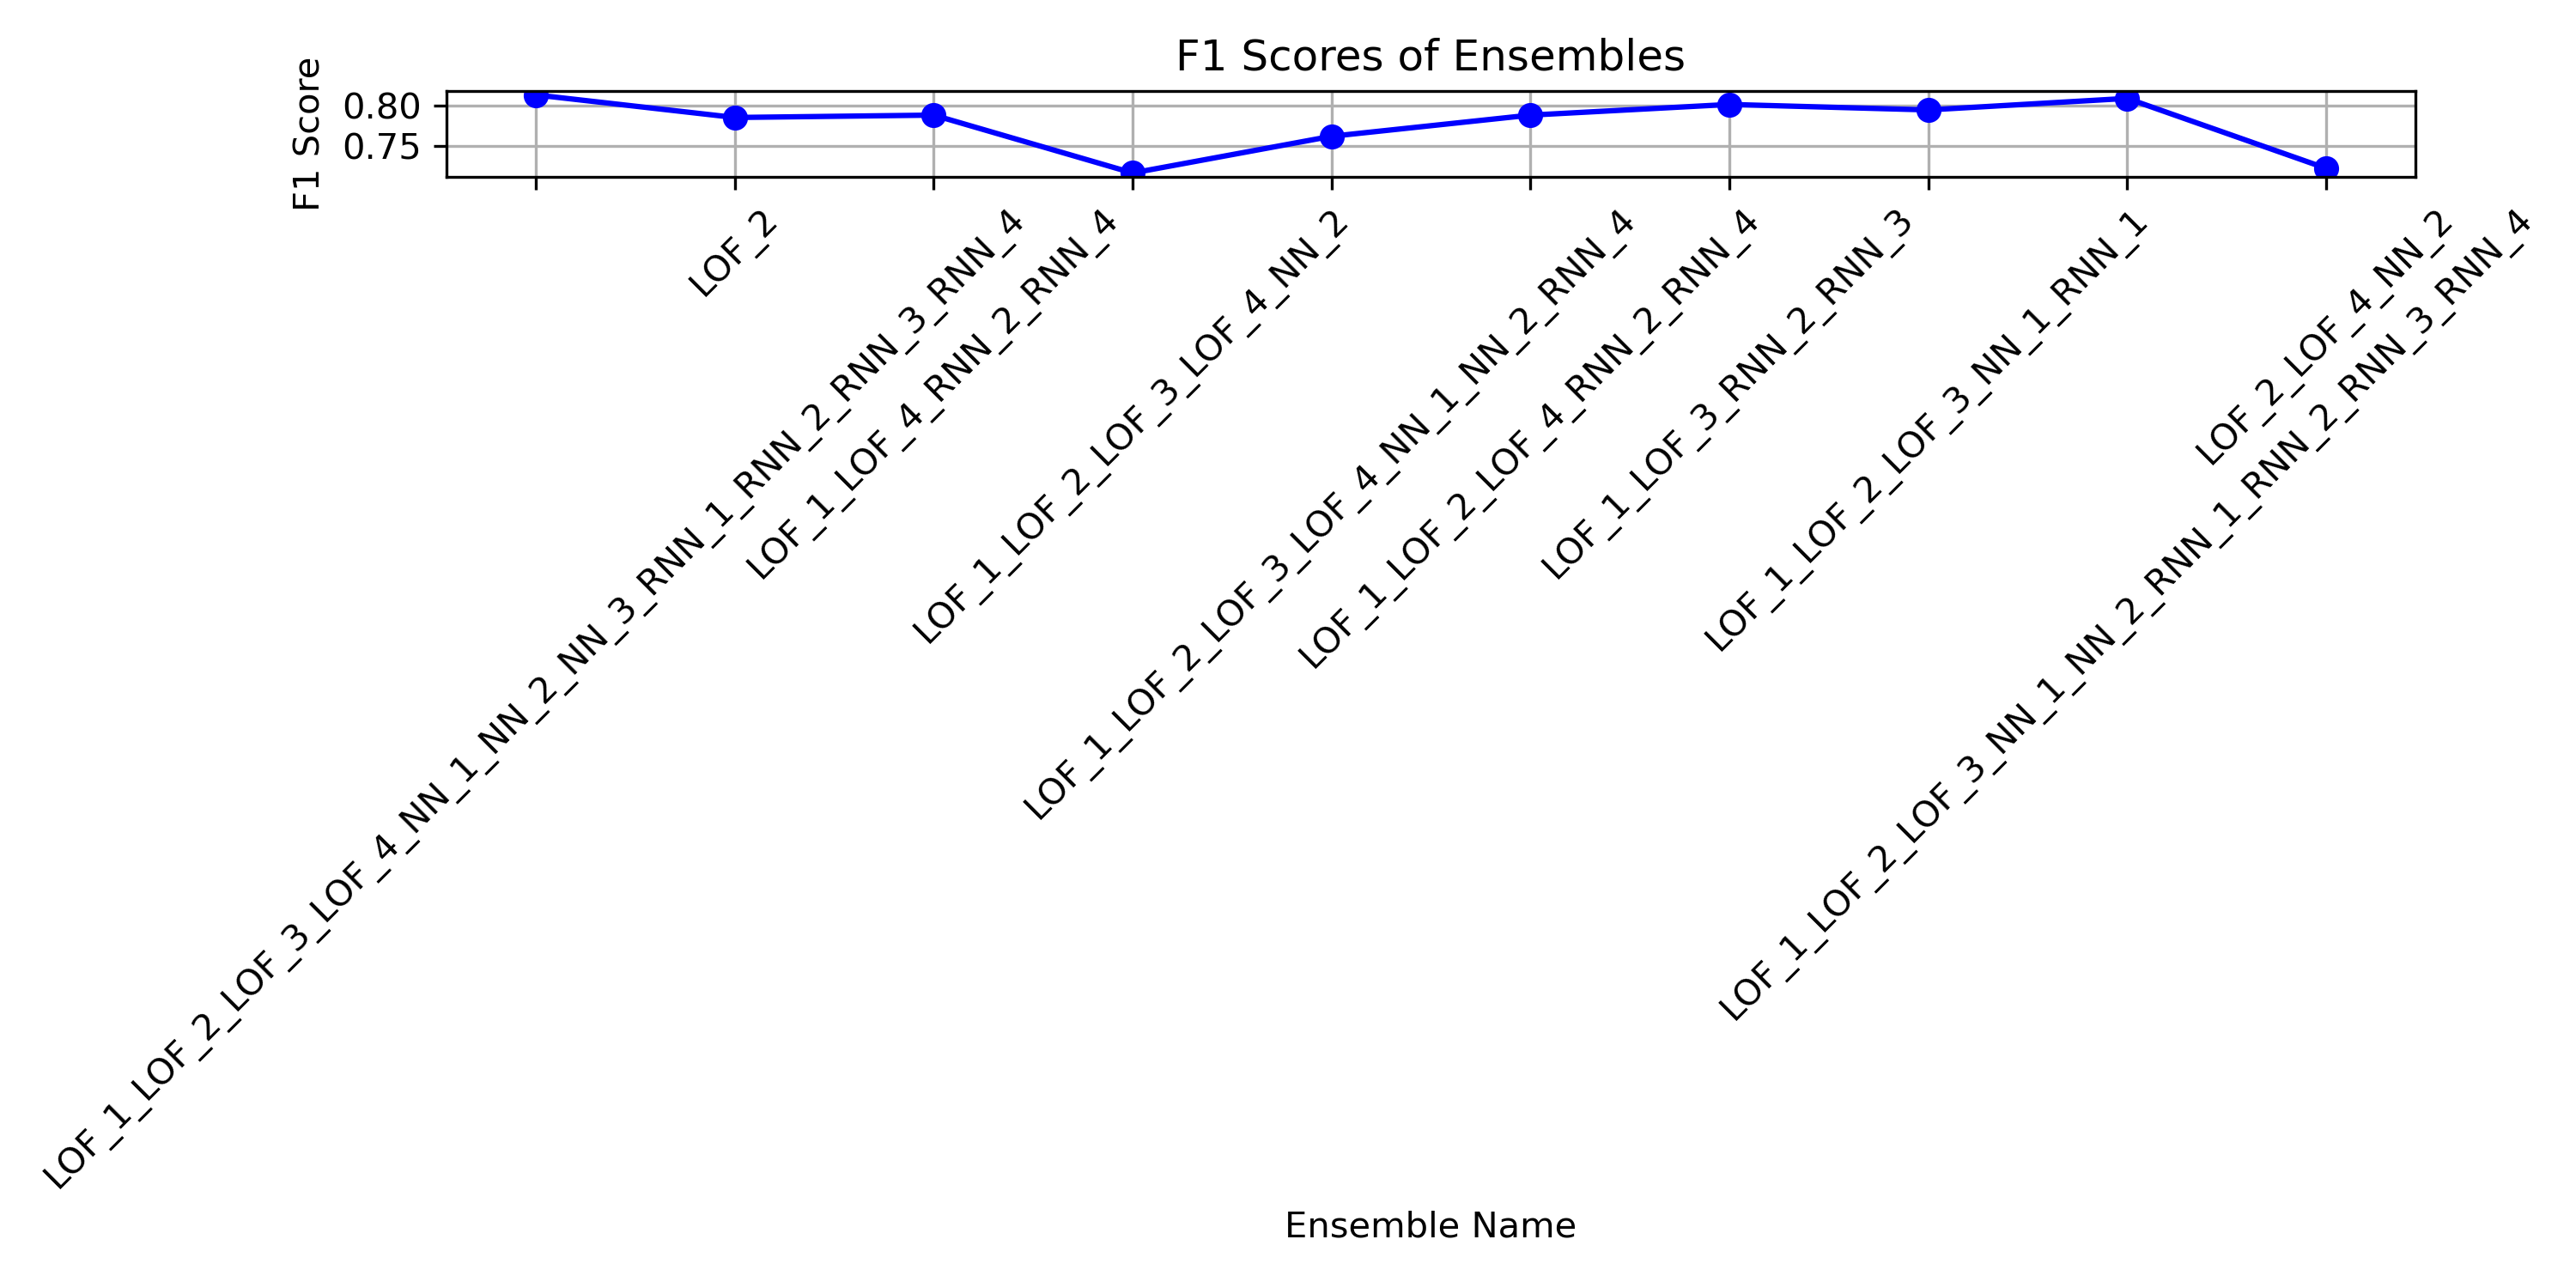 F1 Scores of Ensembles
F1 Score
0.80
0.75
LOF_1_LOF_2_LOF_3_LOF_4_NN_1_NN_2_NN_3_RNN_1_RNN_2_RNN_3_RNN_4
LOF_2
LOF_1_LOF_4_RNN_2_RNN_4
LOF_1_LOF_2_LOF_3_LOF_4_NN_2
LOF_1_LOF_2_LOF_3_LOF_4_NN_1_NN_2_RNN_4
LOF_1_LOF_2_LOF_4_RNN_2_RNN_4
LOF_1_LOF_3_RNN_2_RNN_3
LOF_1_LOF_2_LOF_3_NN_1_RNN_1
LOF_1_LOF_2_LOF_3_NN_1_NN_2_RNN_1_RNN_2_RNN_3_RNN_4
LOF_2_LOF_4_NN_2
Ensemble Name